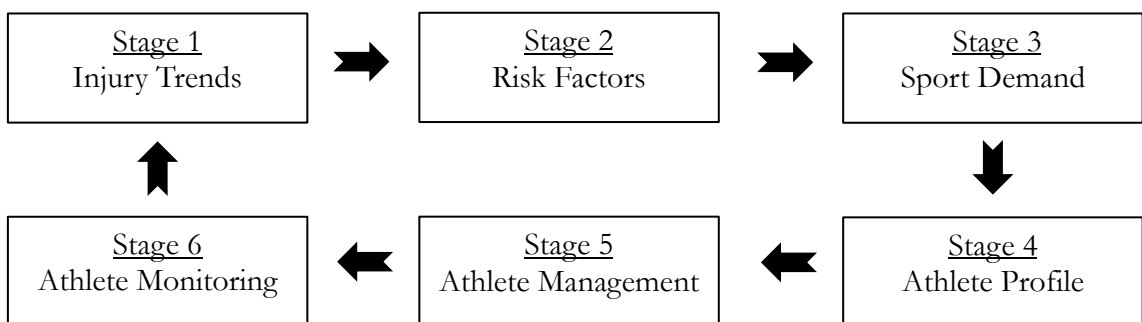 Stage 1
Injury Trends
Stage 2
Risk Factors
Stage 3
Sport Demand
Stage 4
Athlete Profile
Stage 5
Athlete Management
Stage 6
Athlete Monitoring